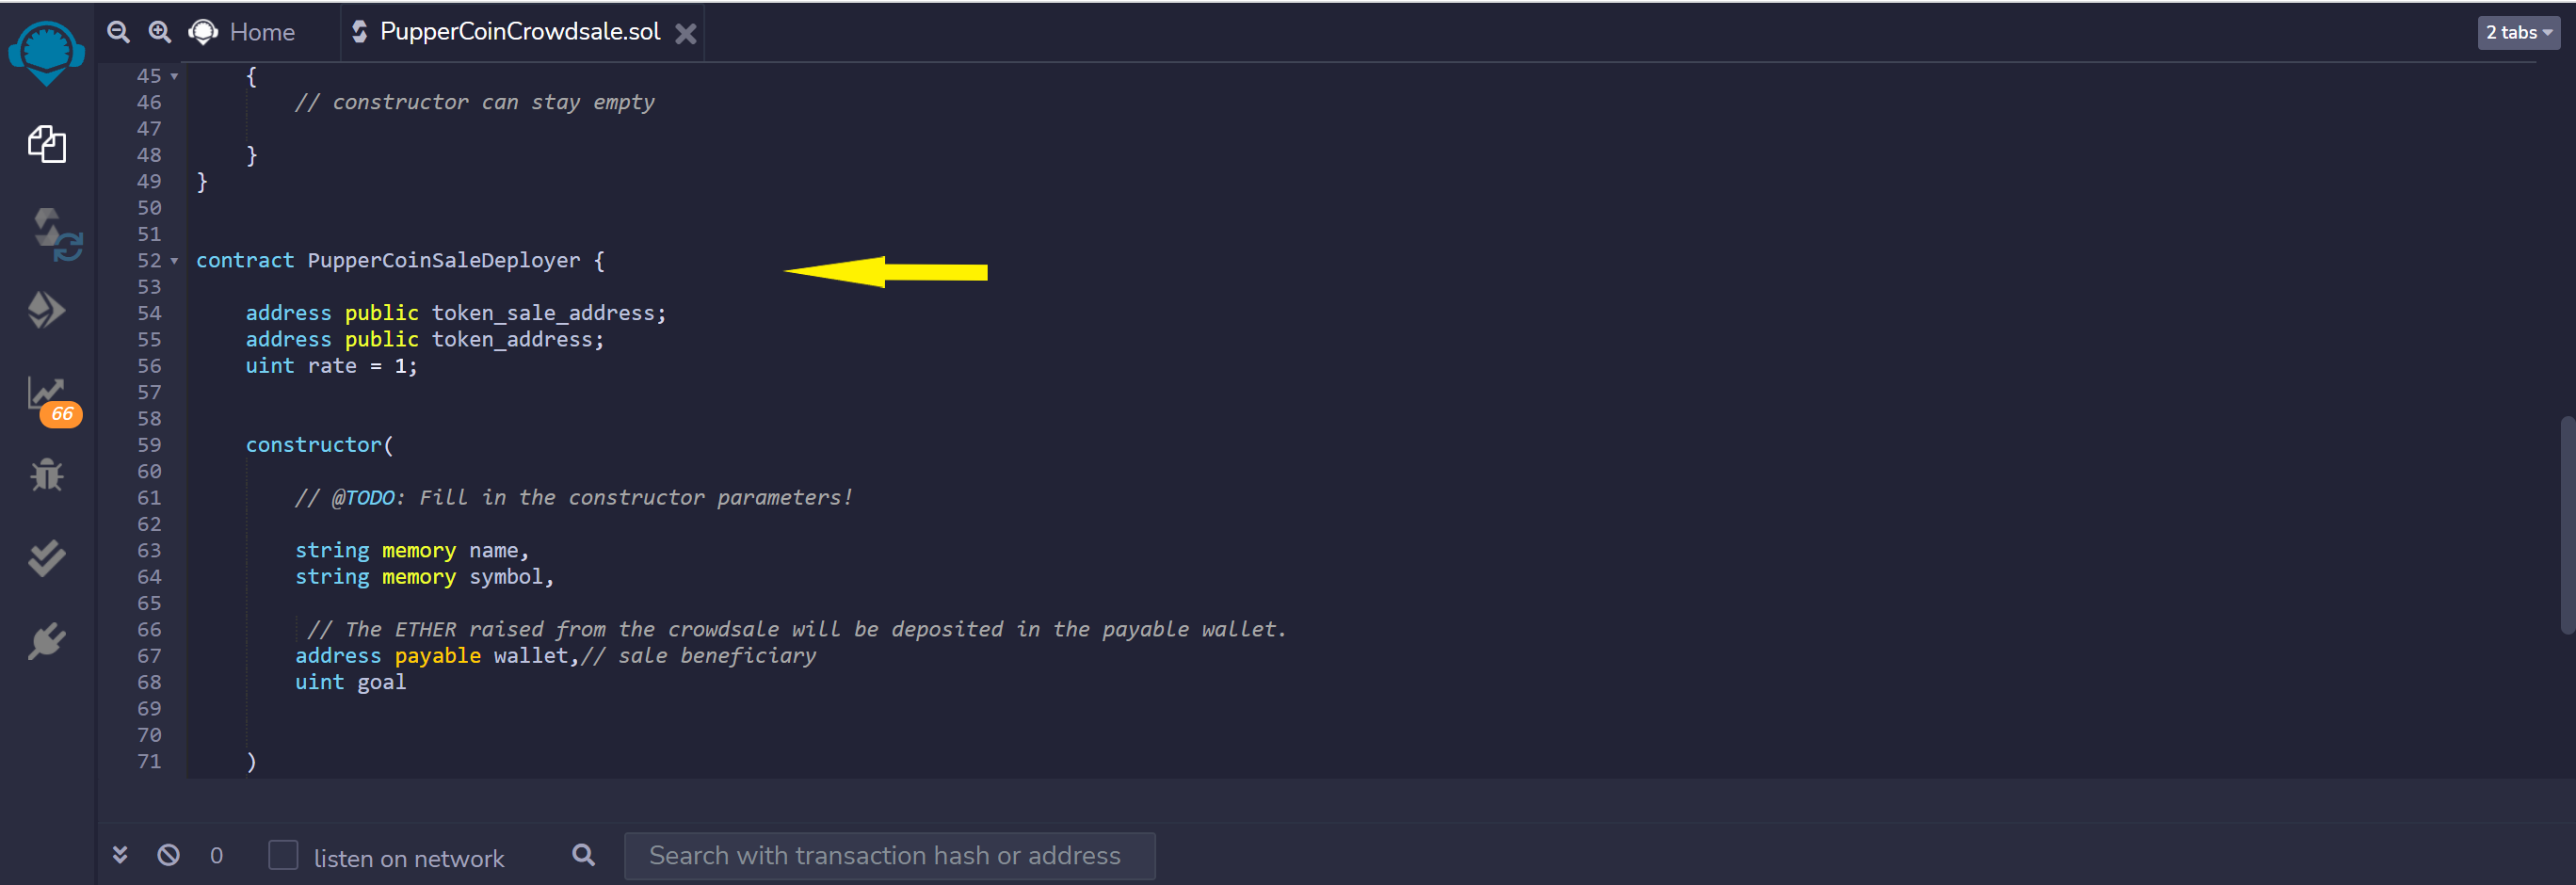 Home
PupperCoinCrowdsale.sol
2 tabs
45 {
46 // constructor can stay empty
47
48 }
49 }
50
51
52 contract PupperCoinSaleDeployer {
53
54 address public token_sale_address;
55 address public token_address;
56 uint rate = 1;
57
58
59 constructor(
60
61 // @TODO: Fill in the constructor parameters!
62
63 string memory name,
64 string memory symbol,
65
66 // The ETHER raised from the crowdsale will be deposited in the payable wallet.
67 address payable wallet,// sale beneficiary
68 uint goal
69
70
71 )
66
0 listen on network Search with transaction hash or address